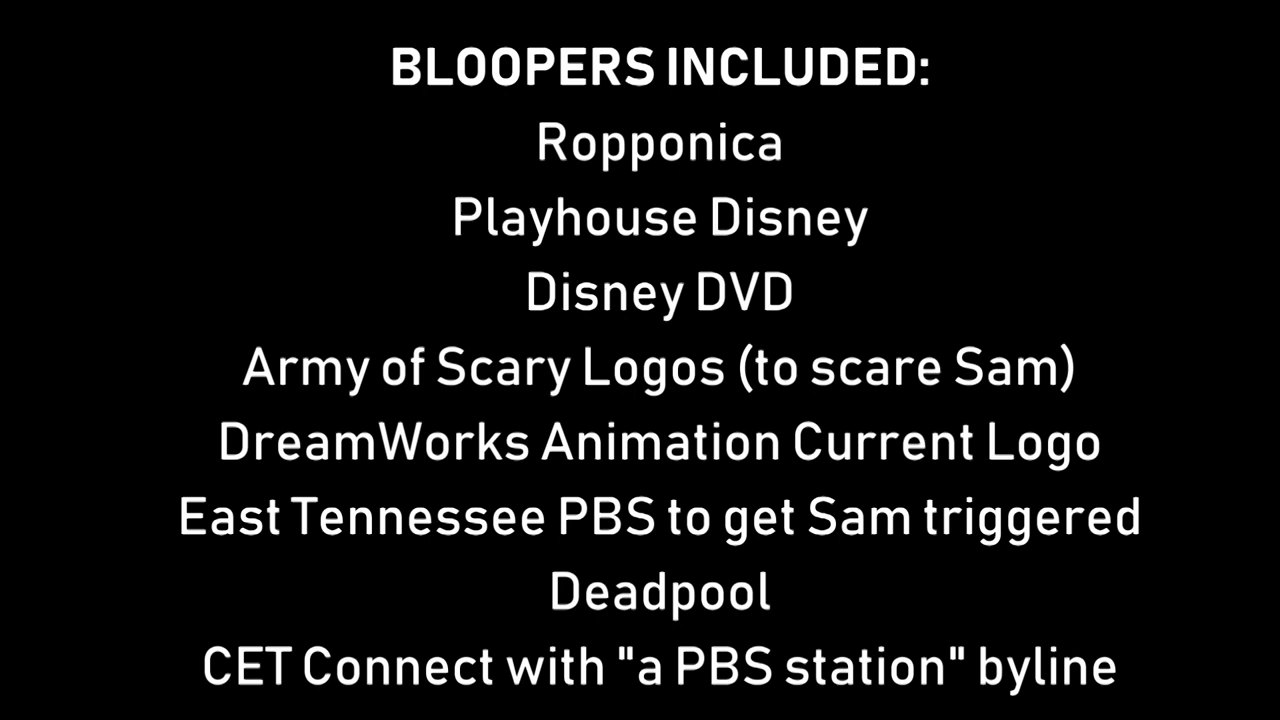 BLOOPERS INCLUDED:
Ropponica
Playhouse Disney
Disney DVD
Army of Scary Logos (to scare Sam)
DreamWorks Animation Current Logo
East Tennessee PBS to get Sam triggered
Deadpool
CET Connect with "a PBS station" byline